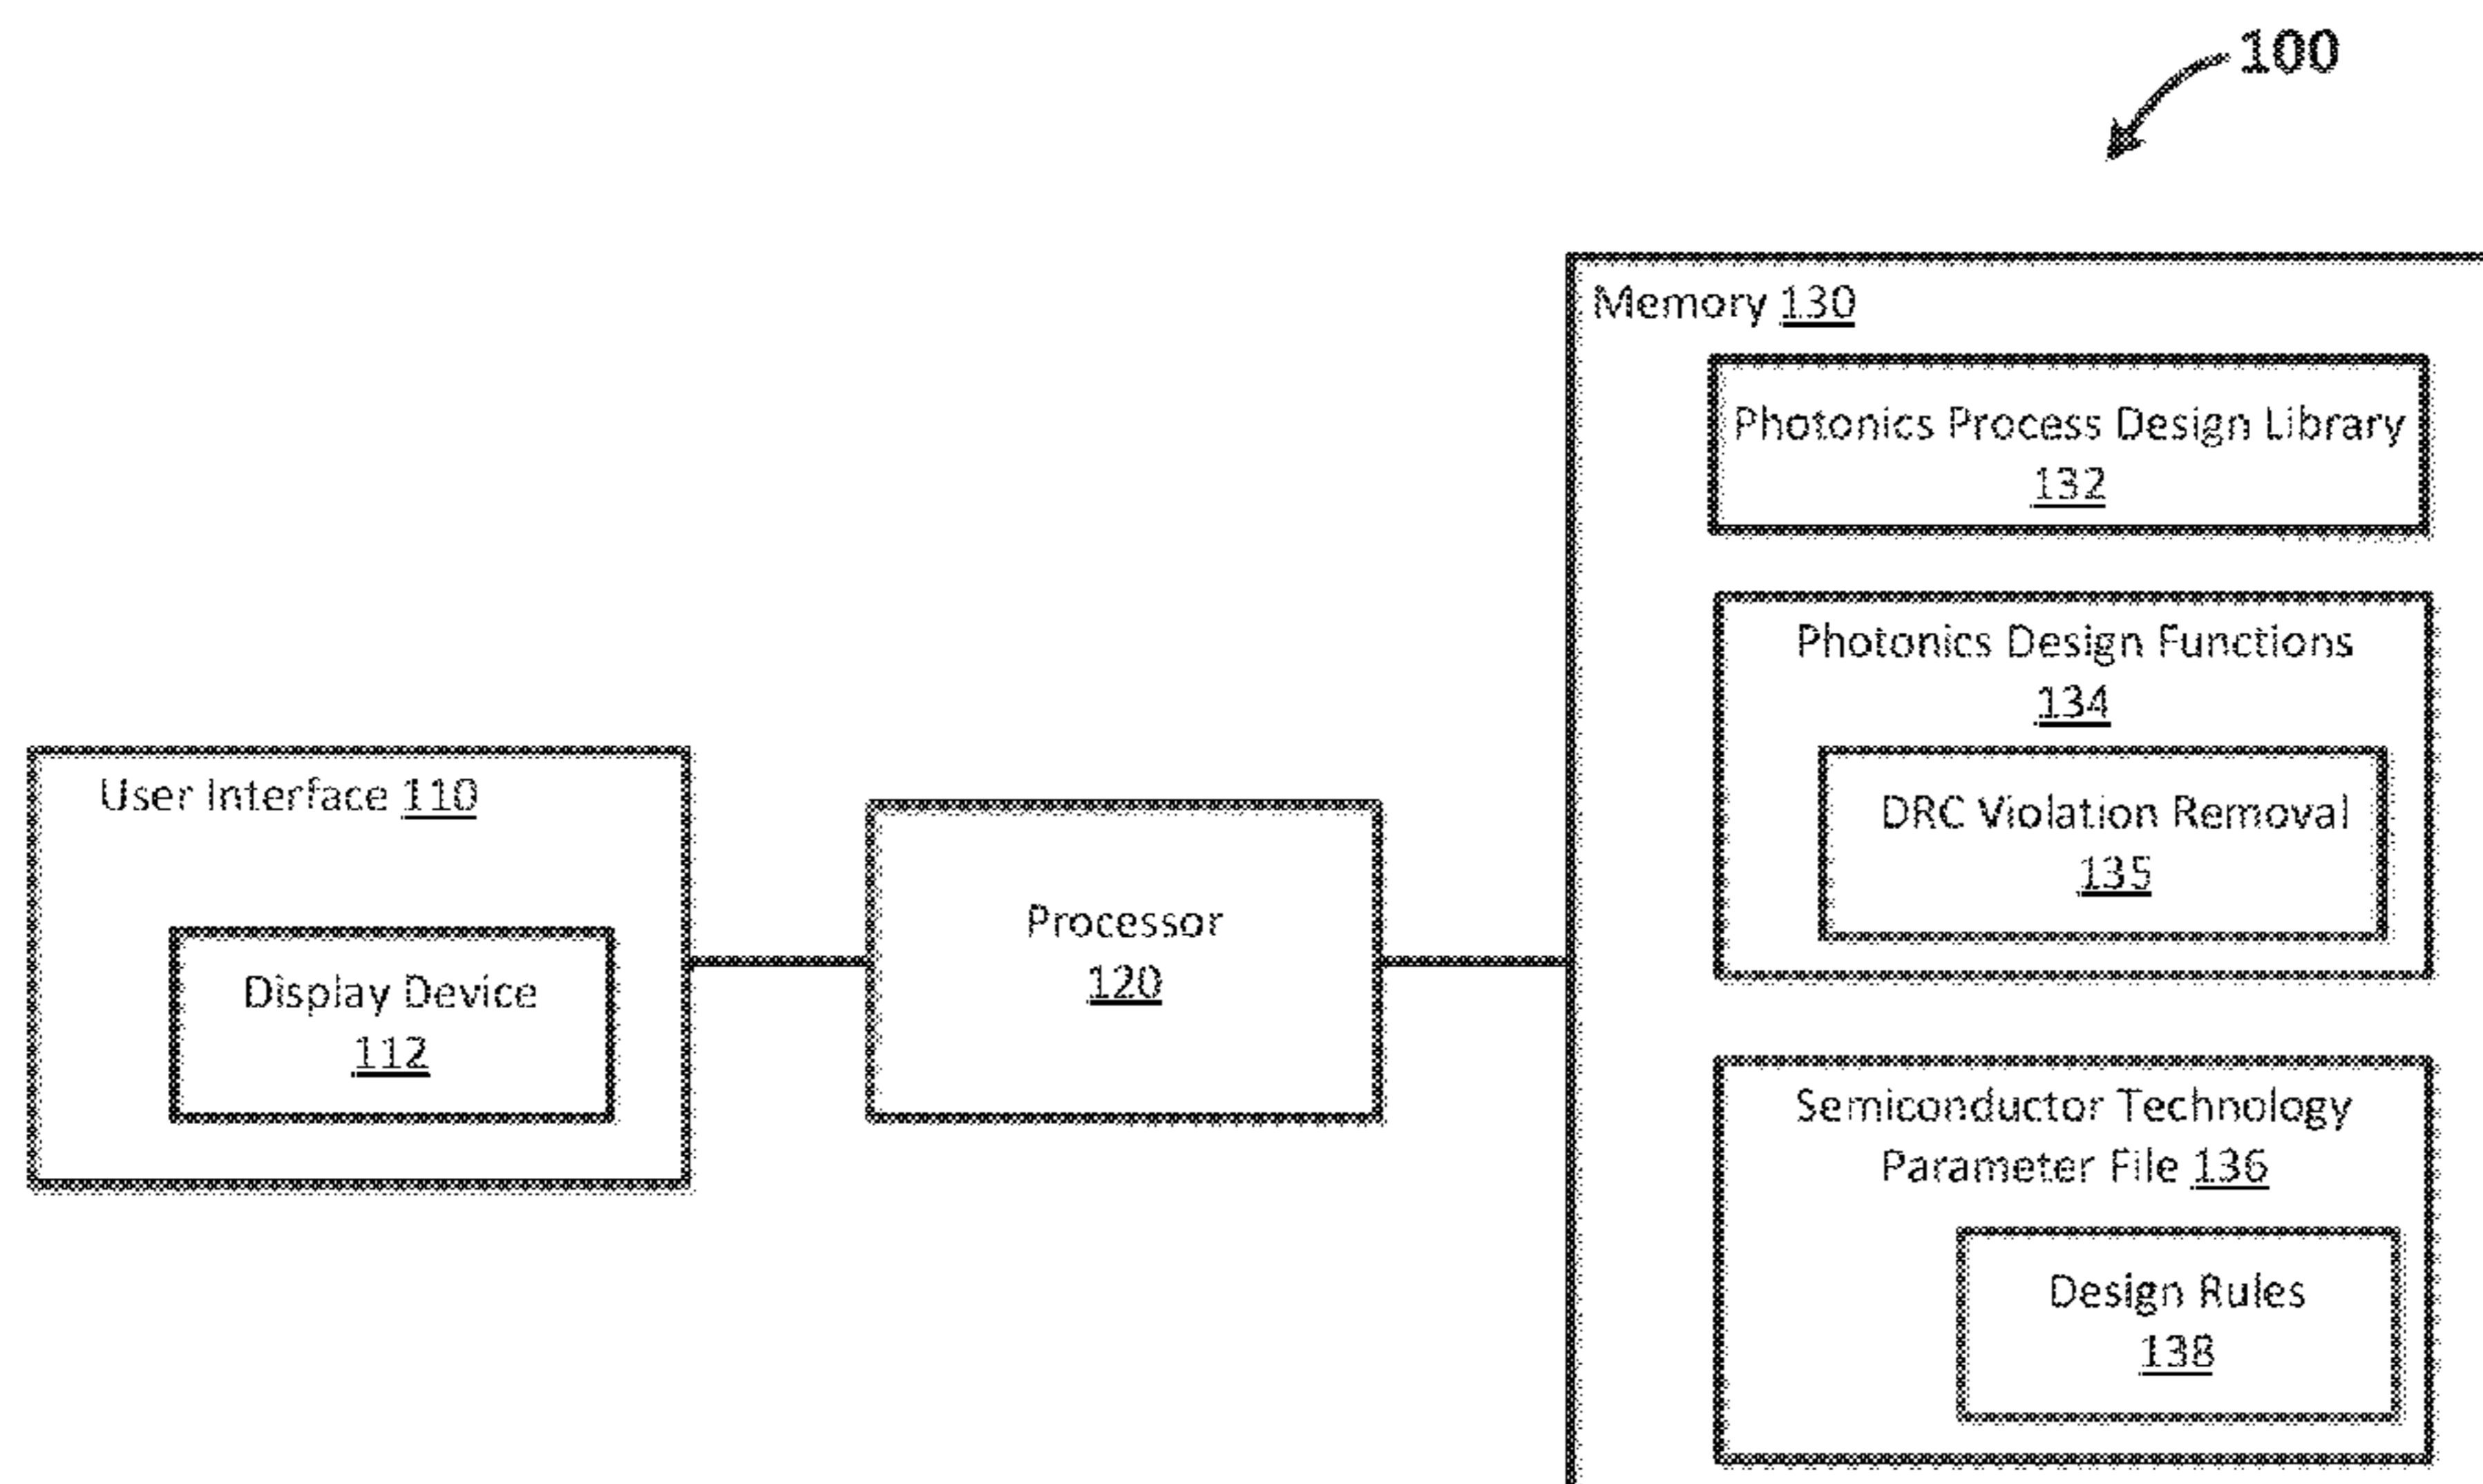 100
Memory 130
Photonics Process Design Library
132
Photonics Design Functions
134
DRC Violation Removal
135
User Interface 110
Display Device
112
Processor
120
Semiconductor Technology
Parameter File 136
Design Rules
138